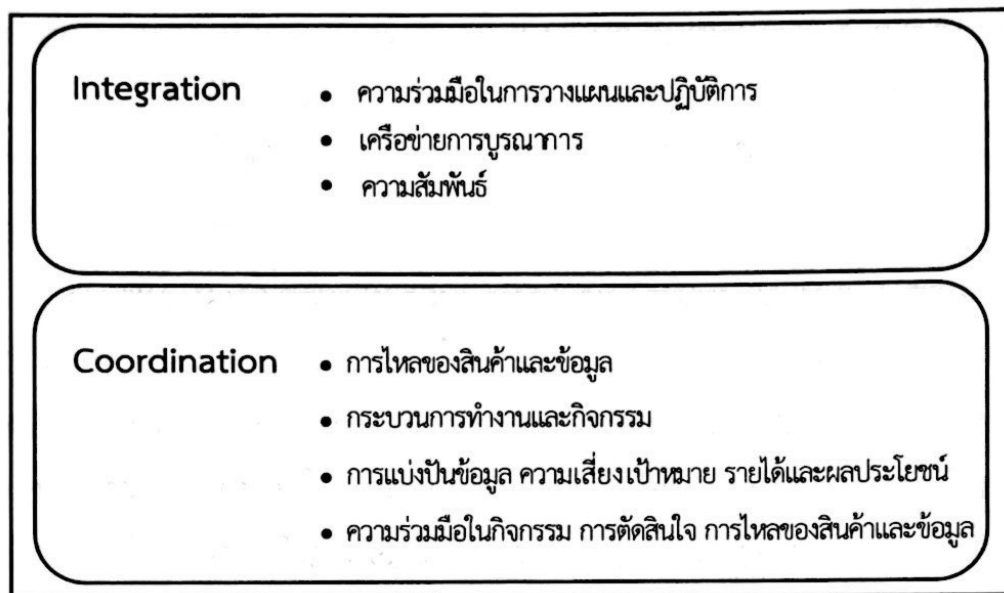 Integration
• ความร่วมมือในการวางแผนและปฏิบัติการ
• เครือข่ายการบูรณาการ
• ความสัมพันธ์
Coordination
• การไหลของสินค้าและข้อมูล
• กระบวนการทำงานและกิจกรรม
• การแบ่งปันข้อมูล ความเสี่ยง เป้าหมาย รายได้และผลประโยชน์
• ความร่วมมือในกิจกรรม การตัดสินใจ การไหลของสินค้าและข้อมูล